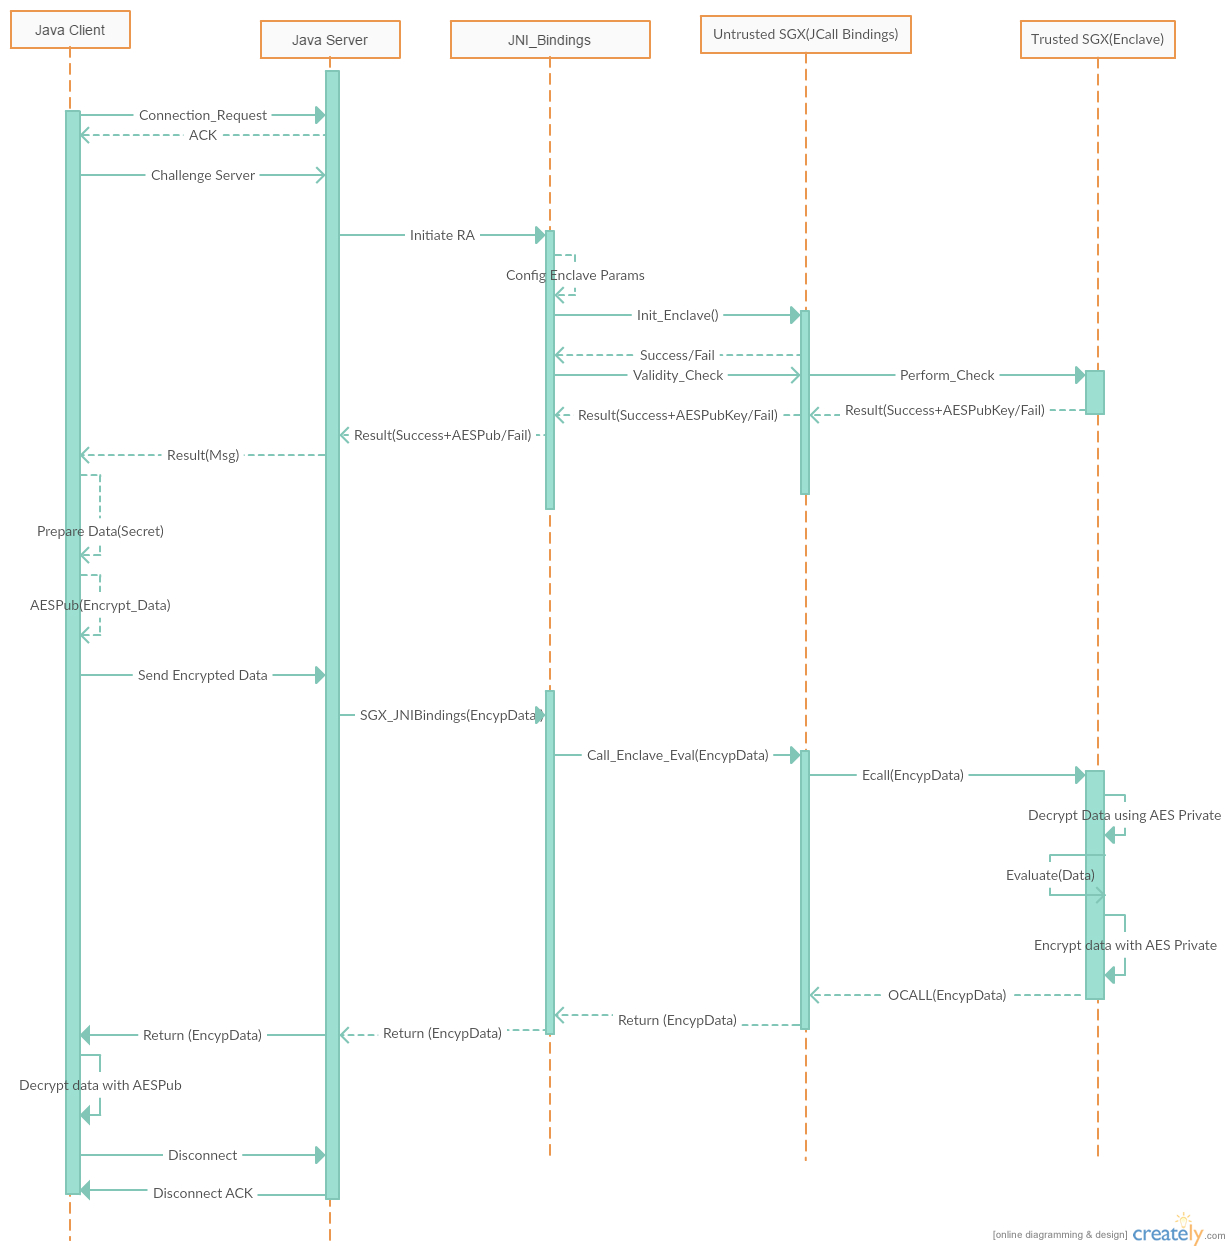 Java Client
Java Server
JNI_Bindings
Untrusted SGX(JCall Bindings)
Trusted SGX(Enclave)
Connection_Request
ACK
Challenge Server
Initiate RA
Config Enclave Params
Init_Enclave()
Success/Fail
Validity_Check
Perform_Check
Result(Success+AESPubKey/Fail)
Result(Success+AESPubKey/Fail)
Result(Success+AESPub/Fail)
Result(Msg)
Prepare Data(Secret)
AESPub(Encrypt_Data)
Send Encrypted Data
SGX_JNIBindings(EncypData)
Call_Enclave_Eval(EncypData)
Ecall(EncypData)
Decrypt Data using AES Private
Evaluate(Data)
Encrypt data with AES Private
OCALL(EncypData)
Return (EncypData)
Return (EncypData)
Return (EncypData)
Decrypt data with AESPub
Disconnect
Disconnect ACK
[online diagramming & design] creately.com